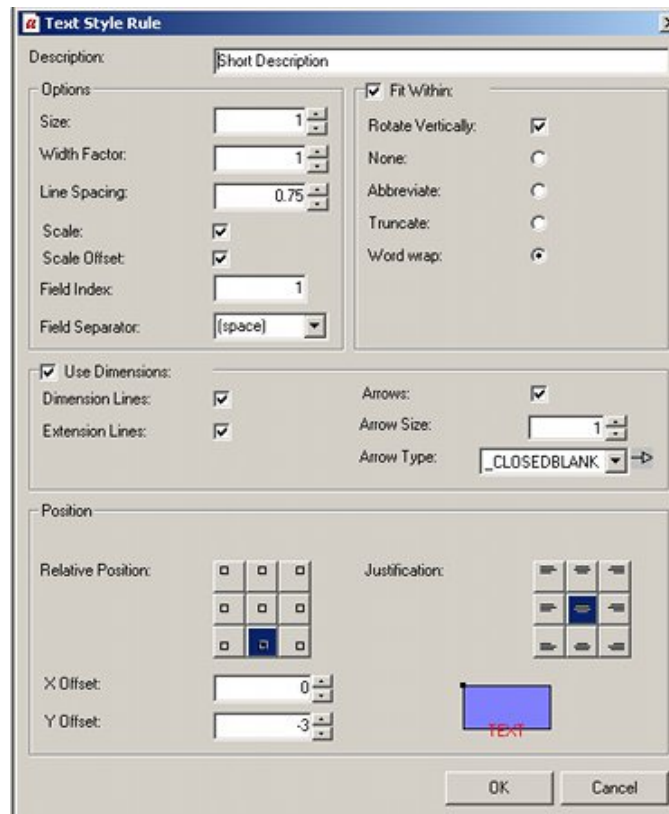 a Text Style Rule
Description: Short Description
Options
Size: 1
Width Factor: 1
Line Spacing: 0.75
Scale:
Scale Offset:
Field Index: 1
Field Separator: (space)
Fit Within:
Rotate Vertically:
None:
Abbreviate:
Truncate:
Word wrap:
Use Dimensions:
Dimension Lines:
Extension Lines:
Arrows:
Arrow Size: 1
Arrow Type: _CLOSEDBLANK
Position
Relative Position:
Justification:
X Offset: 0
Y Offset: -3
TEXT
OK Cancel